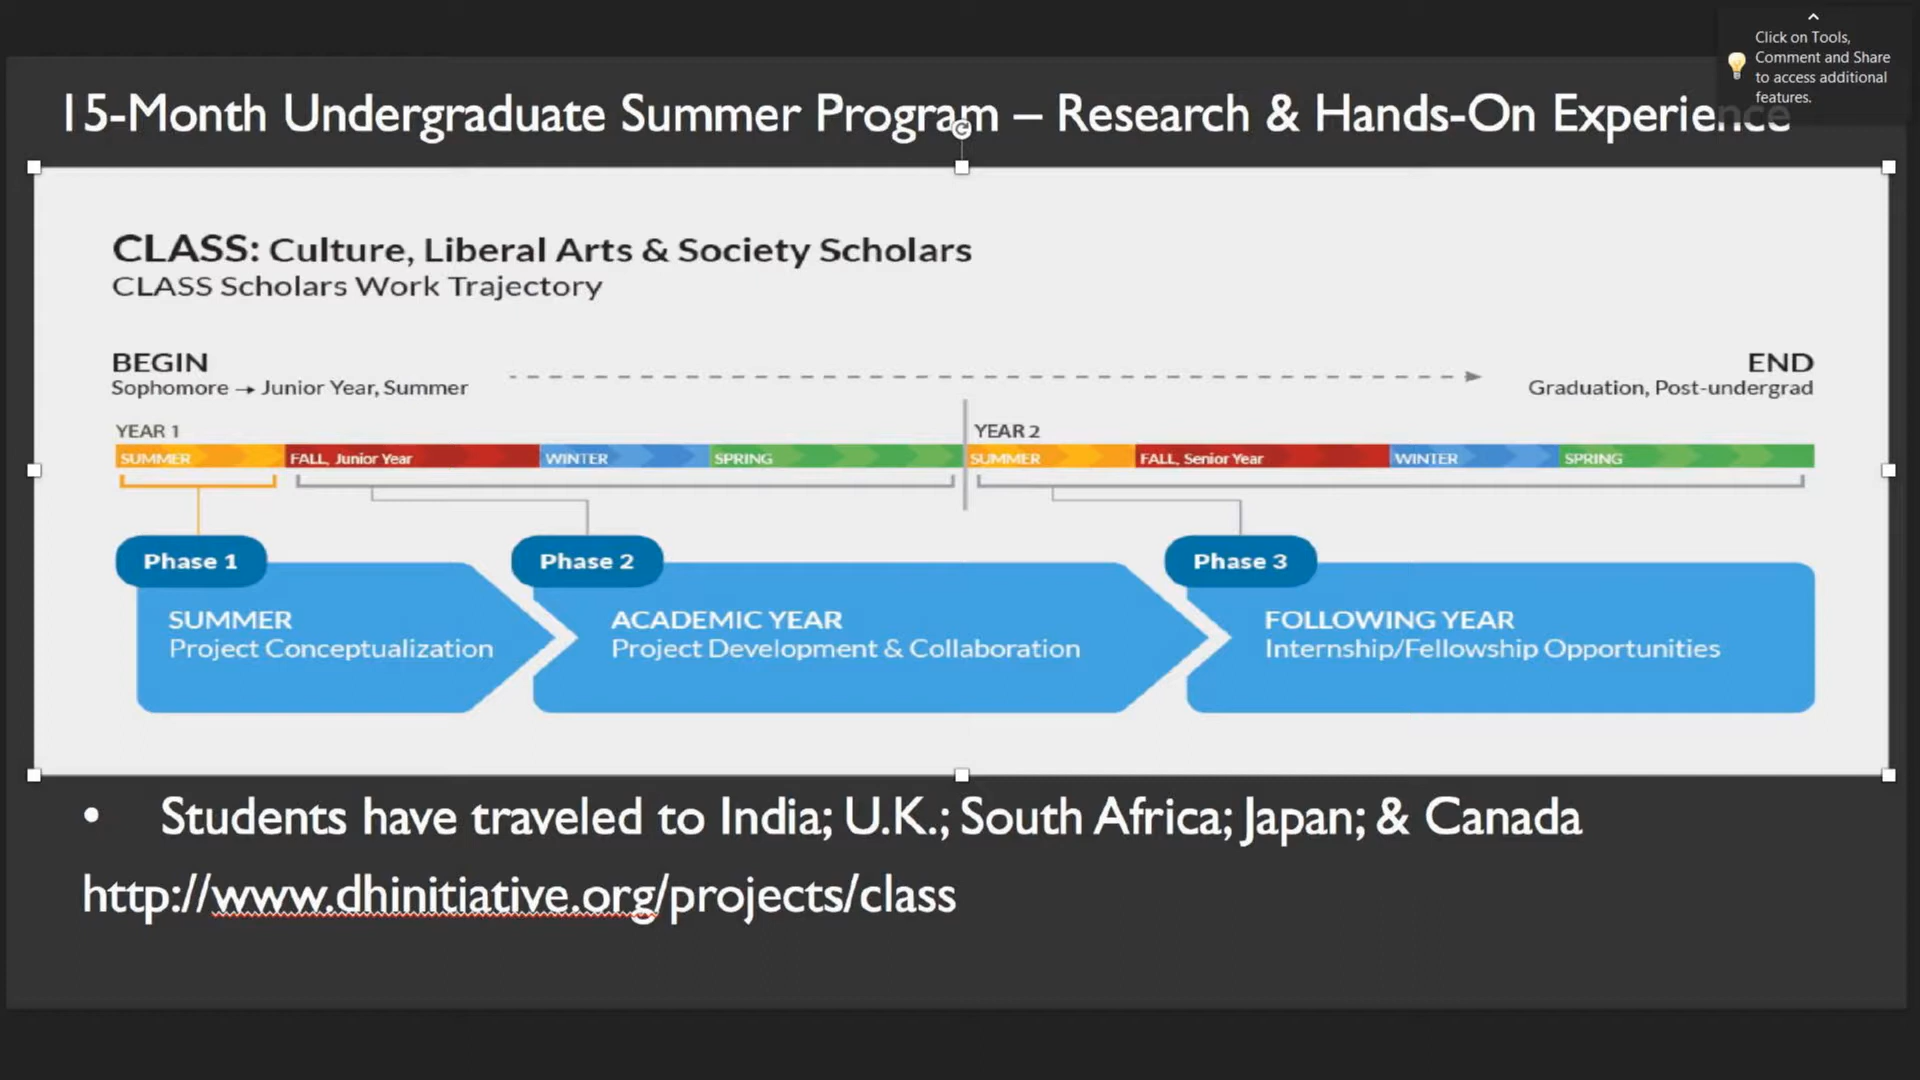 Click on Tools,
Comment and Share
to access additional
features.
15-Month Undergraduate Summer Program – Research & Hands-On Experience
CLASS: Culture, Liberal Arts & Society Scholars
CLASS Scholars Work Trajectory
BEGIN
Sophomore → Junior Year, Summer
END
Graduation, Post-undergrad
YEAR 1
YEAR 2
SUMMER FALL, Junior Year WINTER SPRING SUMMER FALL, Senior Year WINTER SPRING
Phase 1
SUMMER
Project Conceptualization
Phase 2
ACADEMIC YEAR
Project Development & Collaboration
Phase 3
FOLLOWING YEAR
Internship/Fellowship Opportunities
• Students have traveled to India; U.K.; South Africa; Japan; & Canada
http://www.dhinitiative.org/projects/class